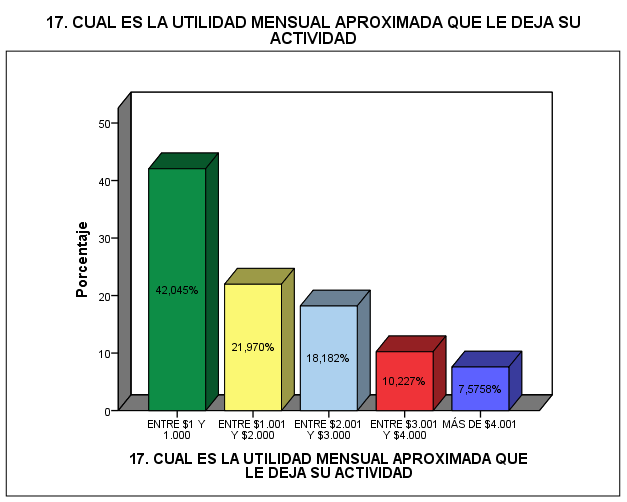 17. CUAL ES LA UTILIDAD MENSUAL APROXIMADA QUE LE DEJA SU
ACTIVIDAD
Porcentaje
50
40
30
20
10
0
42,045%
21,970%
18,182%
10,227%
7,5758%
ENTRE $1 Y
1.000
ENTRE $1.001
Y $2.000
ENTRE $2.001
Y $3.000
ENTRE $3.001
Y $4.000
MÁS DE $4.001
17. CUAL ES LA UTILIDAD MENSUAL APROXIMADA QUE
LE DEJA SU ACTIVIDAD